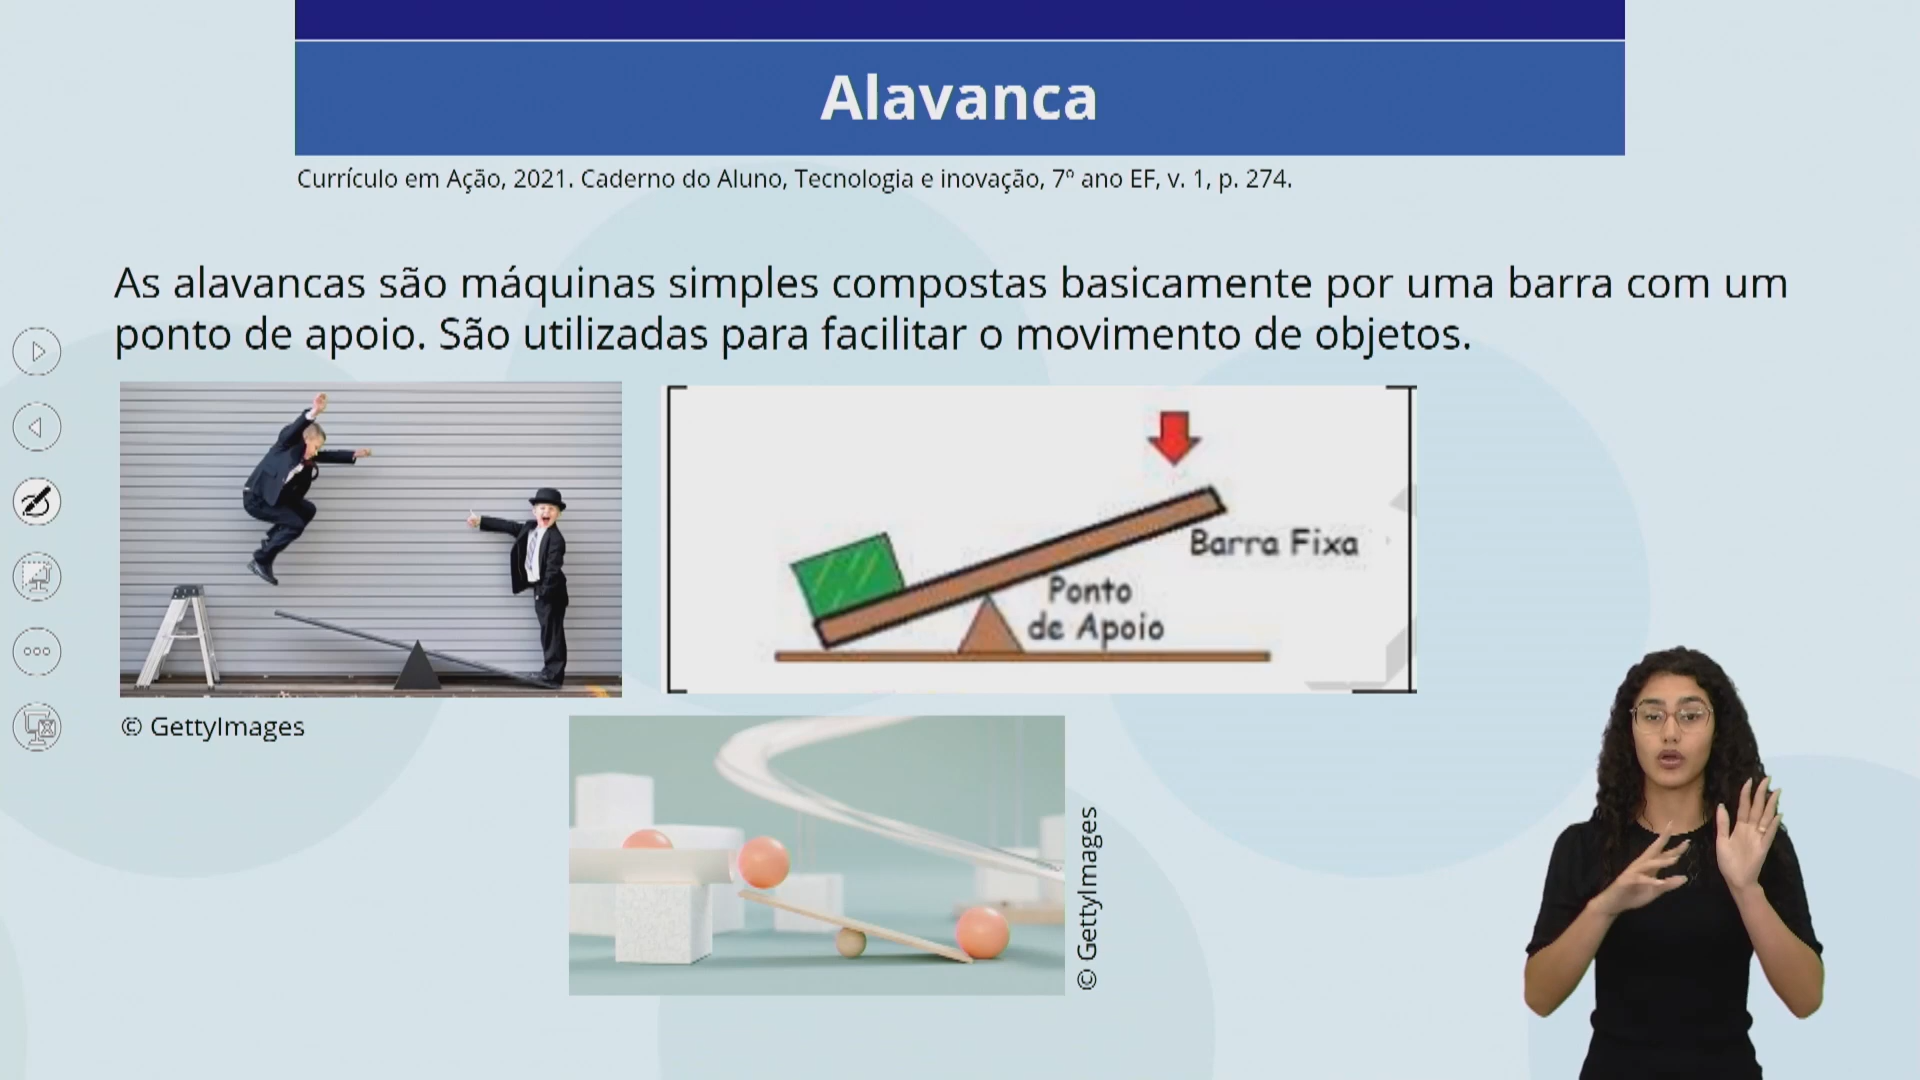 Alavanca
Currículo em Ação, 2021. Caderno do Aluno, Tecnologia e inovação, 7º ano EF, v. 1, p. 274.
As alavancas são máquinas simples compostas basicamente por uma barra com um
ponto de apoio. São utilizadas para facilitar o movimento de objetos.
Barra Fixa
Ponto
de Apoio
© GettyImages
© GettyImages